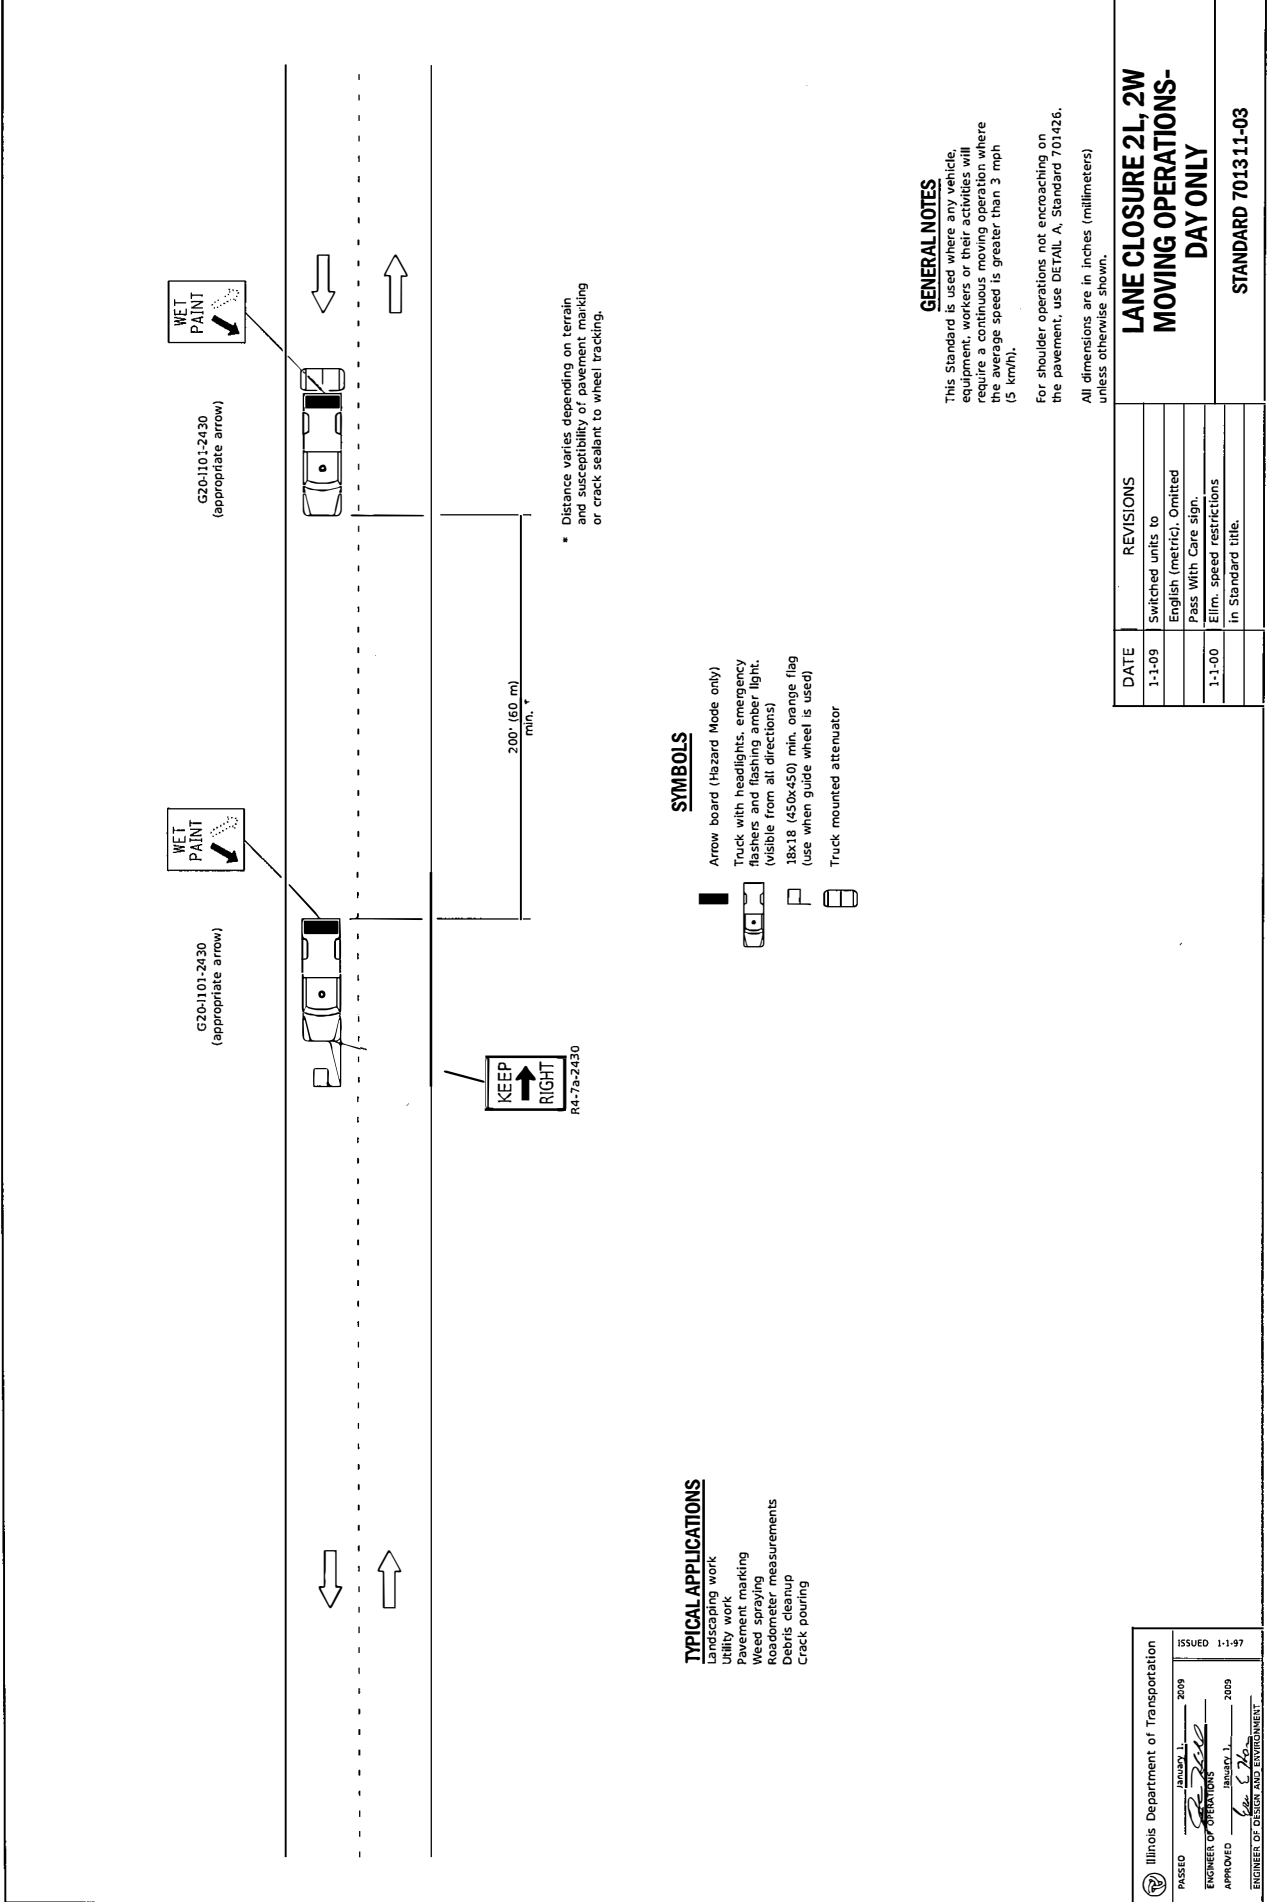 WET
PAINT
G20-I101-2430
(appropriate arrow)
WET
PAINT
G20-I101-2430
(appropriate arrow)
KEEP
RIGHT
R4-7a-2430
200' (60 m)
min. *
* Distance varies depending on terrain
and susceptibility of pavement marking
or crack sealant to wheel tracking.
TYPICAL APPLICATIONS
Landscaping work
Utility work
Pavement marking
Weed spraying
Roadometer measurements
Debris cleanup
Crack pouring
SYMBOLS
Arrow board (Hazard Mode only)
Truck with headlights, emergency
flashers and flashing amber light.
(visible from all directions)
18x18 (450x450) min. orange flag
(use when guide wheel is used)
Truck mounted attenuator
GENERAL NOTES
This Standard is used where any vehicle,
equipment, workers or their activities will
require a continuous moving operation where
the average speed is greater than 3 mph
(5 km/h).
For shoulder operations not encroaching on
the pavement, use DETAIL A, Standard 701426.
All dimensions are in inches (millimeters)
unless otherwise shown.
Illinois Department of Transportation
PASSED January 1, 2009
ENGINEER OF OPERATIONS
APPROVED January 1, 2009
ENGINEER OF DESIGN AND ENVIRONMENT
ISSUED 1-1-97
DATE REVISIONS
1-1-09 Switched units to
English (metric). Omitted
Pass With Care sign.
1-1-00 Elim. speed restrictions
in Standard title.
LANE CLOSURE 2L, 2W
MOVING OPERATIONS-
DAY ONLY
STANDARD 701311-03